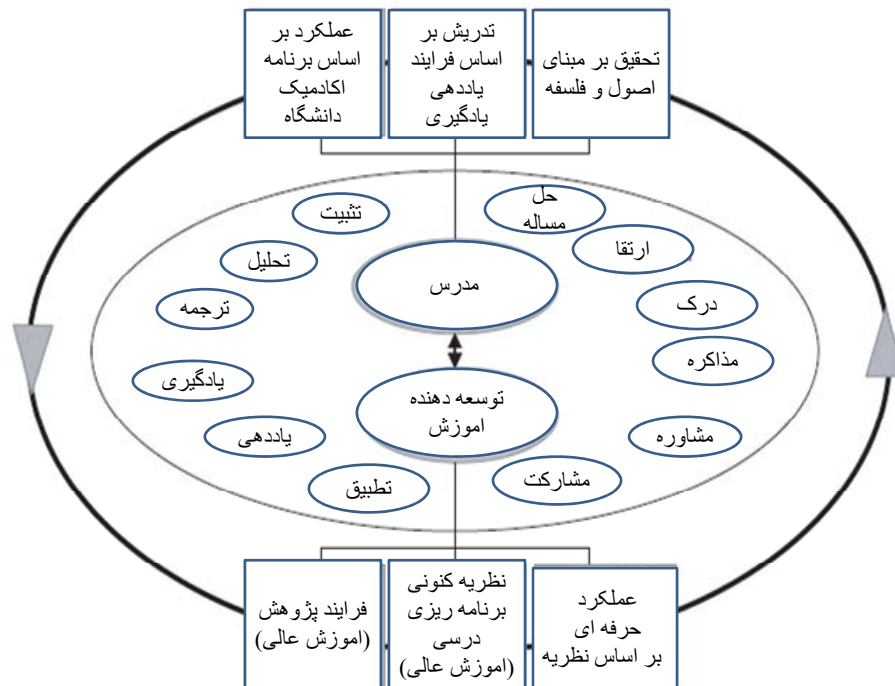 تحقیق بر مبنای
اصول و فلسفه
تدریش بر
اساس فرایند
یاددهی
یادگیری
عملکرد بر
اساس برنامه
اکادمیک
دانشگاه
حل
مساله
تثبیت
ارتقا
تحلیل
مدرس
درک
ترجمه
مذاکره
یادگیری
توسعه دهنده
اموزش
مشاوره
یاددهی
مشارکت
تطبیق
عملکرد
حرفه ای
بر اساس نظریه
نظریه کنونی
برنامه ریزی
درسی
(اموزش عالی)
فرایند پژوهش
(اموزش عالی)